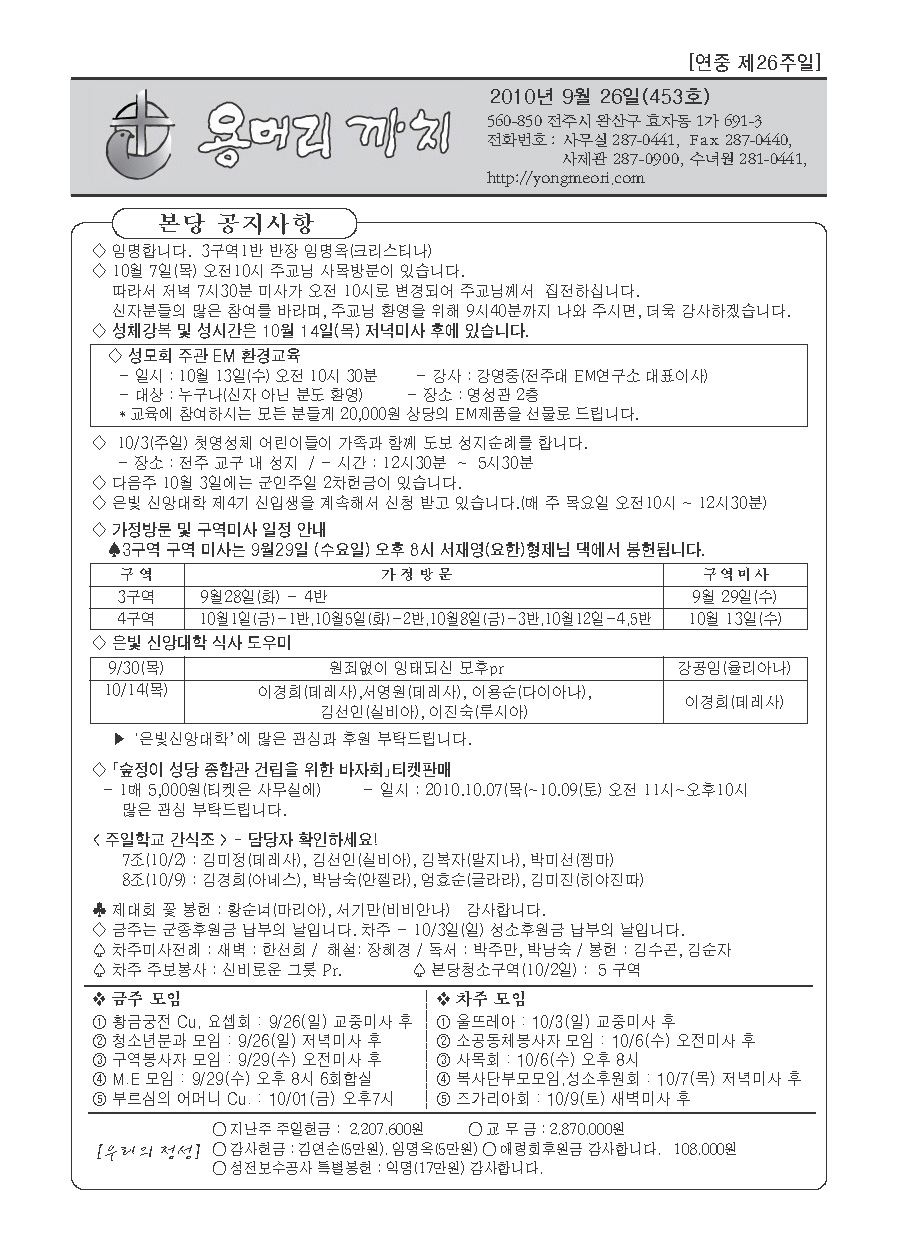 [연중 제26주일]
용머리 까치
2010년 9월 26일(453호)
560-850 전주시 완산구 효자동 1가 691-3
전화번호 : 사무실 287-0441, Fax 287-0440,
사제관 287-0900, 수녀원 281-0441,
http://yongmeori.com
본당 공지사항
◇ 임명합니다. 3구역1반 반장 임명옥(크리스티나)
◇ 10월 7일(목) 오전10시 주교님 사목방문이 있습니다.
따라서 저녁 7시30분 미사가 오전 10시로 변경되어 주교님께서 집전하십니다.
신자분들의 많은 참여를 바라며, 주교님 환영을 위해 9시40분까지 나와 주시면, 더욱 감사하겠습니다.
◇ 성체강복 및 성시간은 10월 14일(목) 저녁미사 후에 있습니다.
◇ 성모회 주관 EM 환경교육
- 일시 : 10월 13일(수) 오전 10시 30분 - 강사 : 강영중(전주대 EM연구소 대표이사)
- 대상 : 누구나(신자 아닌 분도 환영) - 장소 : 영성관 2층
* 교육에 참여하시는 모든 분들게 20,000원 상당의 EM제품을 선물로 드립니다.
◇ 10/3(주일) 첫영성체 어린이들이 가족과 함께 도보 성지순례를 합니다.
- 장소 : 전주 교구 내 성지 / - 시간 : 12시30분 ~ 5시30분
◇ 다음주 10월 3일에는 군인주일 2차헌금이 있습니다.
◇ 은빛 신앙대학 제4기 신입생을 계속해서 신청 받고 있습니다.(매 주 목요일 오전10시 ~ 12시30분)
◇ 가정방문 및 구역미사 일정 안내
♠3구역 구역 미사는 9월29일 (수요일) 오후 8시 서재영(요한)형제님 댁에서 봉헌됩니다.
구 역 가 정 방 문 구역미사
3구역 9월28일(화) - 4반 9월 29일(수)
4구역 10월1일(금)-1반,10월5일(화)-2반,10월8일(금)-3반,10월12일-4,5반 10월 13일(수)
◇ 은빛 신앙대학 식사 도우미
9/30(목) 원죄없이 잉태되신 모후pr 강공임(율리아나)
10/14(목) 이경희(데레사),서영원(데레사), 이용순(다이아나),
김선인(실비아), 이진숙(루시아) 이경희(데레사)
▶ '은빛신앙대학'에 많은 관심과 후원 부탁드립니다.
◇「숲정이 성당 종합관 건립을 위한 바자회」티켓판매
- 1매 5,000원(티켓은 사무실에) - 일시 : 2010.10.07(목(~10.09(토) 오전 11시~오후10시
많은 관심 부탁드립니다.
< 주일학교 간식조 > - 담당자 확인하세요!
7조(10/2) : 김미정(데레사), 김선인(실비아), 김복자(말지나), 박미선(젬마)
8조(10/9) : 김경희(아네스), 박남숙(안젤라), 엄효순(글라라), 김미진(히야진따)
♣ 제대회 꽃 봉헌 : 황순녀(마리아), 서기만(비비안나) 감사합니다.
◇ 금주는 군종후원금 납부의 날입니다. 차주 - 10/3일(일) 성소후원금 납부의 날입니다.
♤ 차주미사전례 : 새벽 : 한선희 / 해설: 장혜경 / 독서 : 박주만, 박남숙 / 봉헌 : 김수곤, 김순자
♤ 차주 주보봉사 : 신비로운 그릇 Pr. ♤ 본당청소구역(10/2일) : 5 구역
❖ 금주 모임
① 황금궁전 Cu, 요셉회 : 9/26(일) 교중미사 후
② 청소년분과 모임 : 9/26(일) 저녁미사 후
③ 구역봉사자 모임 : 9/29(수) 오전미사 후
④ M.E 모임 : 9/29(수) 오후 8시 6회합실
⑤ 부르심의 어머니 Cu. : 10/01(금) 오후7시
❖ 차주 모임
① 울뜨레아 : 10/3(일) 교중미사 후
② 소공동체봉사자 모임 : 10/6(수) 오전미사 후
③ 사목회 : 10/6(수) 오후 8시
④ 복사단부모모임,성소후원회 : 10/7(목) 저녁미사 후
⑤ 즈가리아회 : 10/9(토) 새벽미사 후
[우리의 정성]
○ 지난주 주일헌금 : 2,207.600원 ○ 교 무 금 : 2.870.000원
○ 감사헌금 : 김연순(5만원). 임명옥(5만원) ○ 애령회후원금 감사합니다. 108.000원
○ 성전보수공사 특별봉헌 : 익명(17만원) 감사합니다.